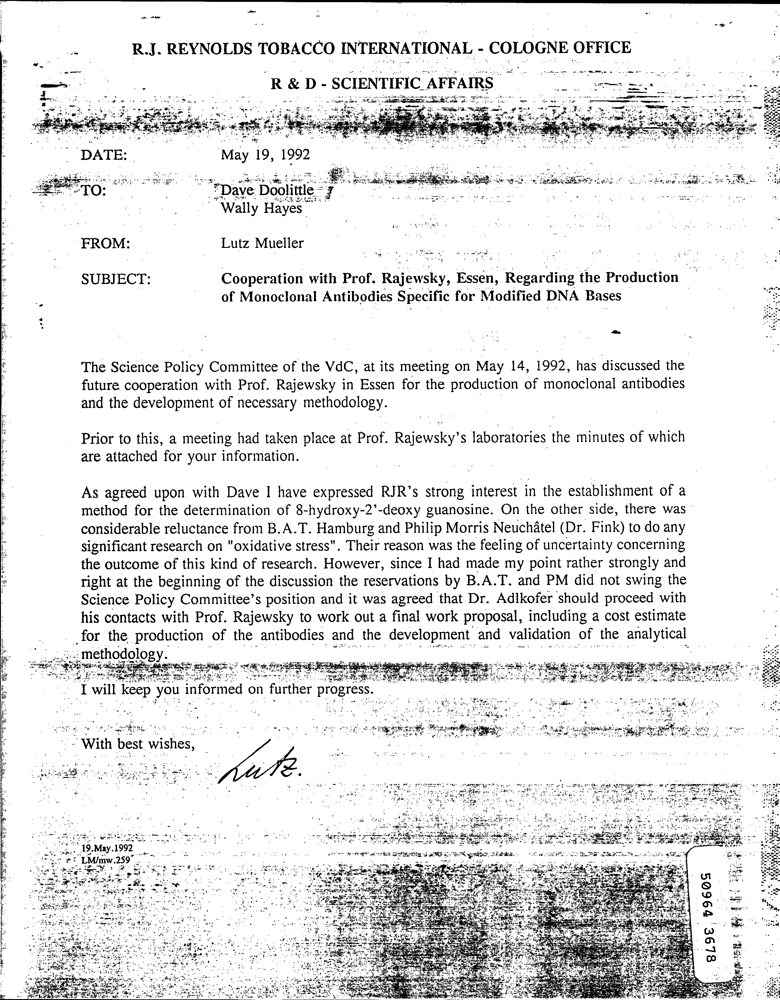 R.J. REYNOLDS TOBACCO INTERNATIONAL - COLOGNE OFFICE
R & D - SCIENTIFIC AFFAIRS
DATE: May 19, 1992
TO: Dave Doolittle
Wally Hayes
FROM: Lutz Mueller
SUBJECT: Cooperation with Prof. Rajewsky, Essen, Regarding the Production
of Monoclonal Antibodies Specific for Modified DNA Bases
The Science Policy Committee of the VdC, at its meeting on May 14, 1992, has discussed the
future cooperation with Prof. Rajewsky in Essen for the production of monoclonal antibodies
and the development of necessary methodology.
Prior to this, a meeting had taken place at Prof. Rajewsky's laboratories the minutes of which
are attached for your information.
As agreed upon with Dave I have expressed RJR's strong interest in the establishment of a
method for the determination of 8-hydroxy-2'-deoxy guanosine. On the other side, there was
considerable reluctance from B.A.T. Hamburg and Philip Morris Neuchâtel (Dr. Fink) to do any
significant research on "oxidative stress". Their reason was the feeling of uncertainty concerning
the outcome of this kind of research. However, since I had made my point rather strongly and
right at the beginning of the discussion the reservations by B.A.T. and PM did not swing the
Science Policy Committee's position and it was agreed that Dr. Adlkofer should proceed with
his contacts with Prof. Rajewsky to work out a final work proposal, including a cost estimate
for the production of the antibodies and the development and validation of the analytical
methodology.
I will keep you informed on further progress.
With best wishes,
Lutz.
19.May.1992
LM/mw.259
50964 3678